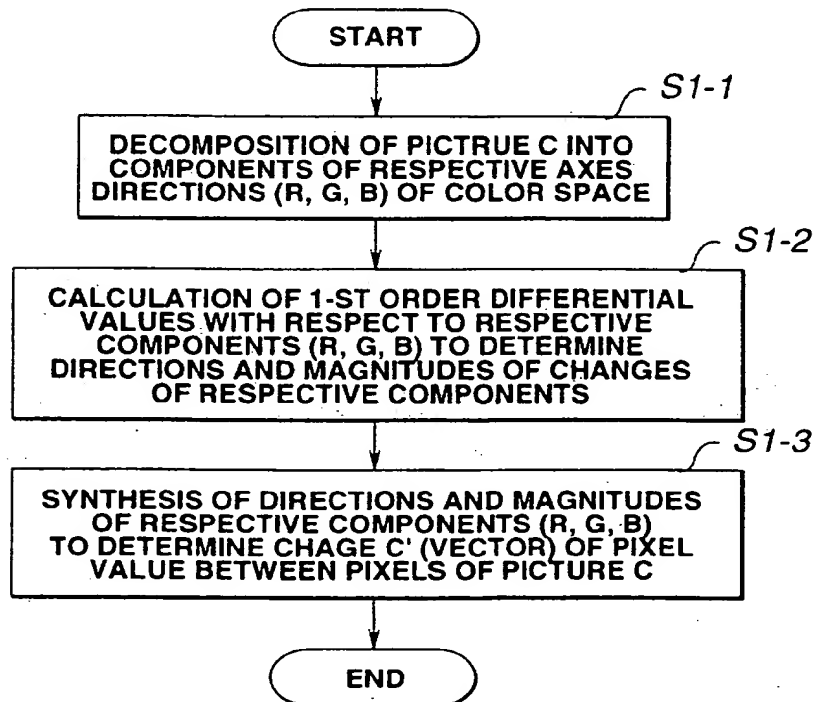 START
S1-1
DECOMPOSITION OF PICTRUE C INTO
COMPONENTS OF RESPECTIVE AXES
DIRECTIONS (R, G, B) OF COLOR SPACE
S1-2
CALCULATION OF 1-ST ORDER DIFFERENTIAL
VALUES WITH RESPECT TO RESPECTIVE
COMPONENTS (R, G, B) TO DETERMINE
DIRECTIONS AND MAGNITUDES OF CHANGES
OF RESPECTIVE COMPONENTS
S1-3
SYNTHESIS OF DIRECTIONS AND MAGNITUDES
OF RESPECTIVE COMPONENTS (R, G, B)
TO DETERMINE CHAGE C' (VECTOR) OF PIXEL
VALUE BETWEEN PIXELS OF PICTURE C
END